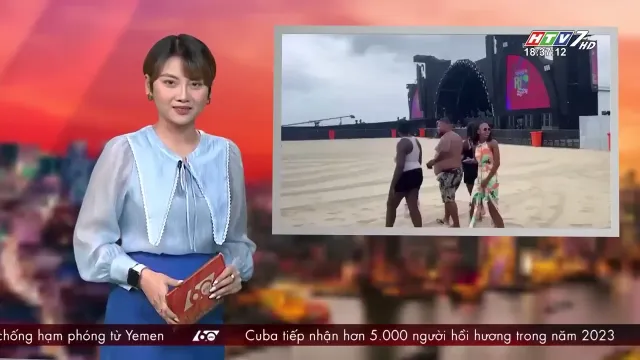 HTV7 HD
18:37:12
chống hạm phóng từ Yemen 60 Cuba tiếp nhận hơn 5.000 người hồi hương trong năm 2023